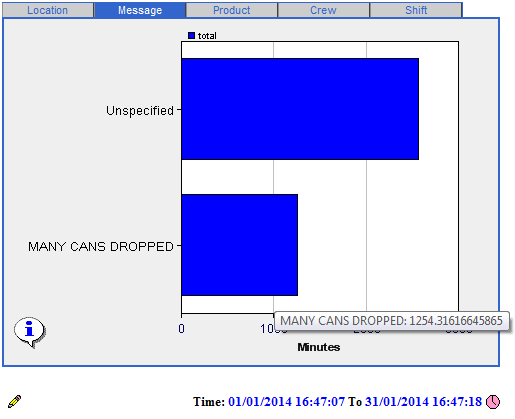 Location Message Product Crew Shift
total
Unspecified
MANY CANS DROPPED
MANY CANS DROPPED: 1254.31616645865
0
Minutes
Time: 01/01/2014 16:47:07 To 31/01/2014 16:47:18